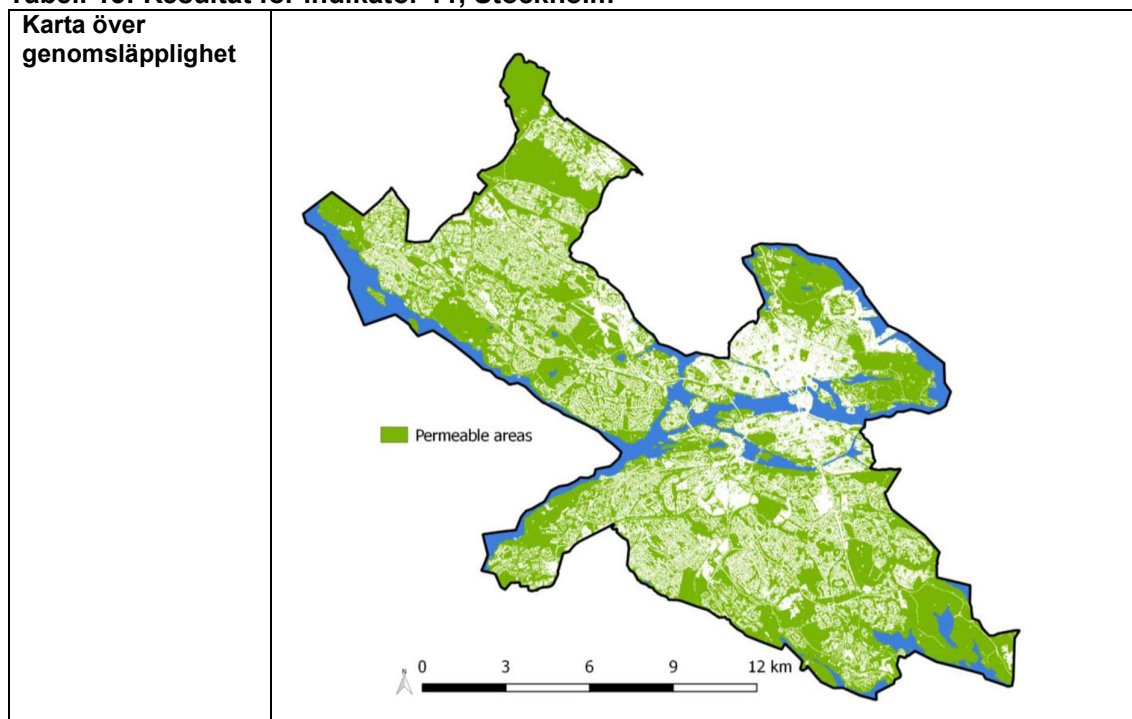 Karta över
genomsläpplighet
Permeable areas
N
0 3 6 9 12 km